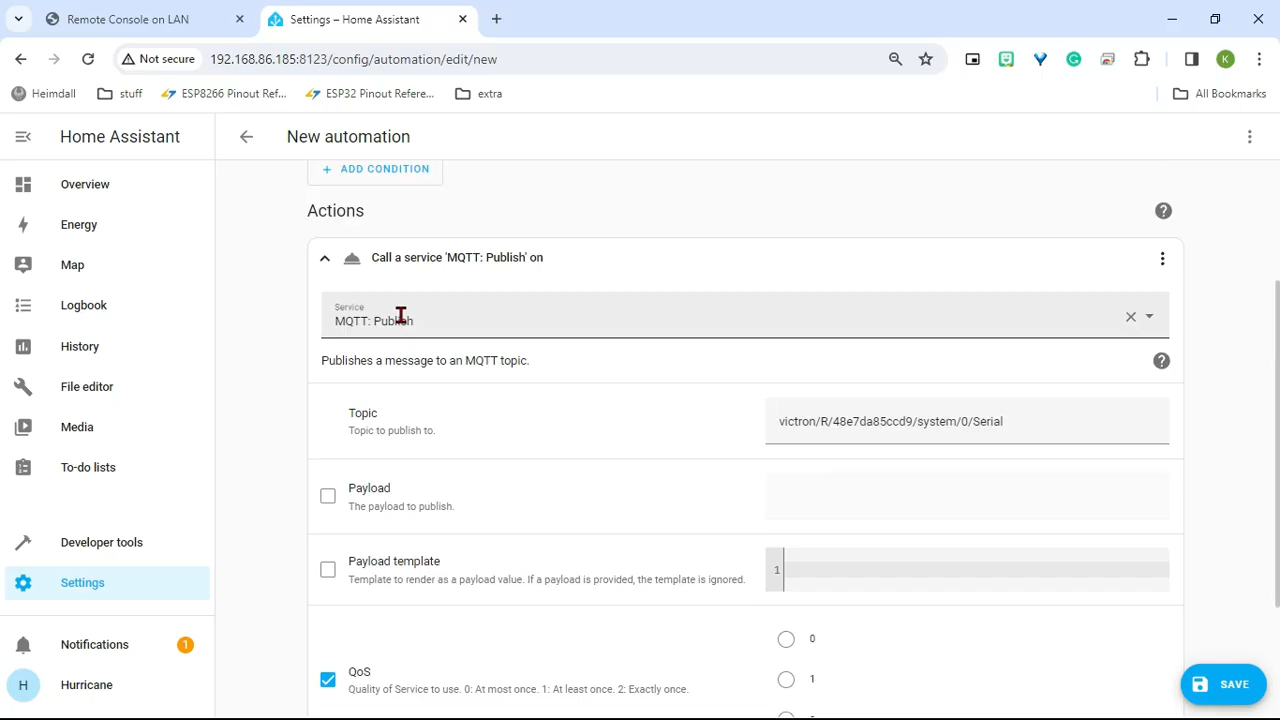 Remote Console on LAN
Settings – Home Assistant
Not secure
192.168.86.185:8123/config/automation/edit/new
K
Heimdall
stuff
ESP8266 Pinout Ref...
ESP32 Pinout Refere...
extra
All Bookmarks
Home Assistant
New automation
Overview
Energy
Map
Logbook
History
File editor
Media
To-do lists
Developer tools
Settings
Notifications
1
H
Hurricane
+ ADD CONDITION
Actions
Call a service 'MQTT: Publish' on
Service
MQTT: Publish
Publishes a message to an MQTT topic.
Topic
Topic to publish to.
victron/R/48e7da85ccd9/system/0/Serial
Payload
The payload to publish.
Payload template
Template to render as a payload value. If a payload is provided, the template is ignored.
1
QoS
Quality of Service to use. 0: At most once. 1: At least once. 2: Exactly once.
0
1
SAVE